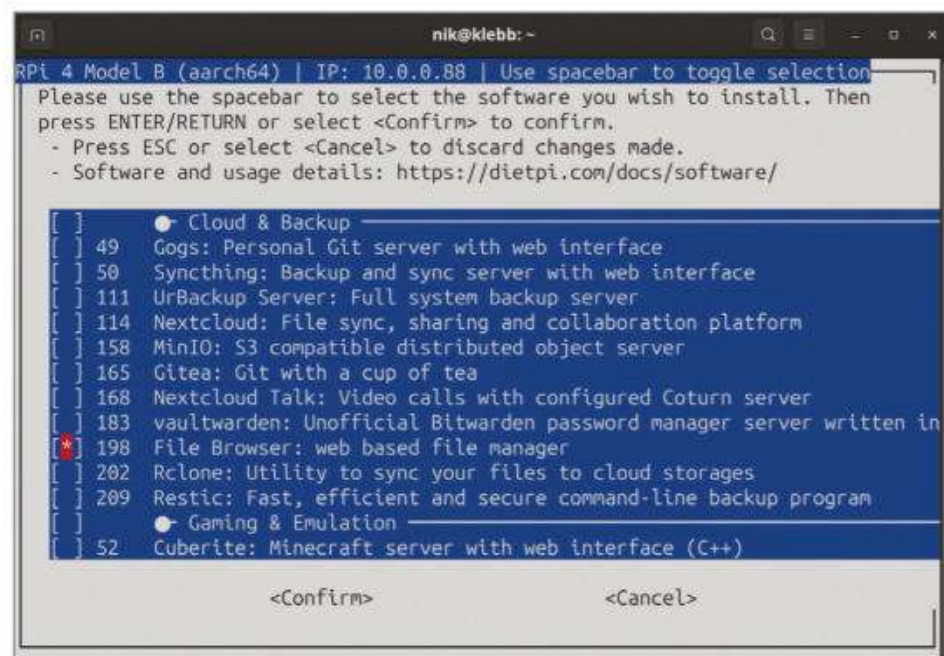 nik@klebb: ~
RPi 4 Model B (aarch64) | IP: 10.0.0.88 | Use spacebar to toggle selection
Please use the spacebar to select the software you wish to install. Then
press ENTER/RETURN or select <Confirm> to confirm.
- Press ESC or select <Cancel> to discard changes made.
- Software and usage details: https://dietpi.com/docs/software/
[ ] Cloud & Backup
[ ] 49 Gogs: Personal Git server with web interface
[ ] 50 Syncthing: Backup and sync server with web interface
[ ] 111 UrBackup Server: Full system backup server
[ ] 114 Nextcloud: File sync, sharing and collaboration platform
[ ] 158 MinIO: S3 compatible distributed object server
[ ] 165 Gitea: Git with a cup of tea
[ ] 168 Nextcloud Talk: Video calls with configured Coturn server
[ ] 183 vaultwarden: Unofficial Bitwarden password manager server written in
[*] 198 File Browser: web based file manager
[ ] 202 Rclone: Utility to sync your files to cloud storages
[ ] 209 Restic: Fast, efficient and secure command-line backup program
[ ] Gaming & Emulation
[ ] 52 Cuberite: Minecraft server with web interface (C++)
<Confirm> <Cancel>